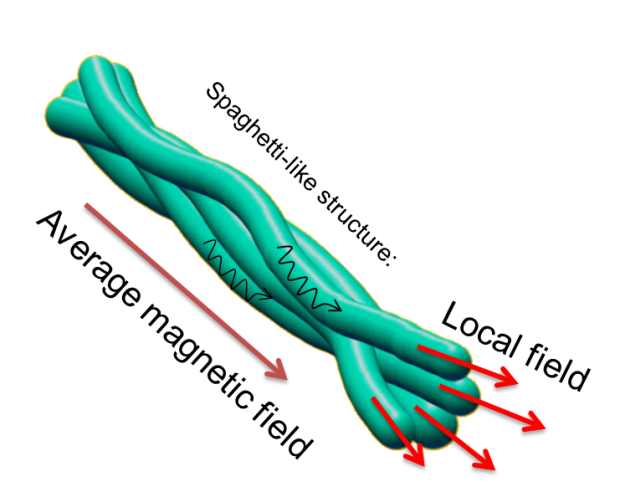 Spaghetti-like structure:
Average magnetic field
Local field